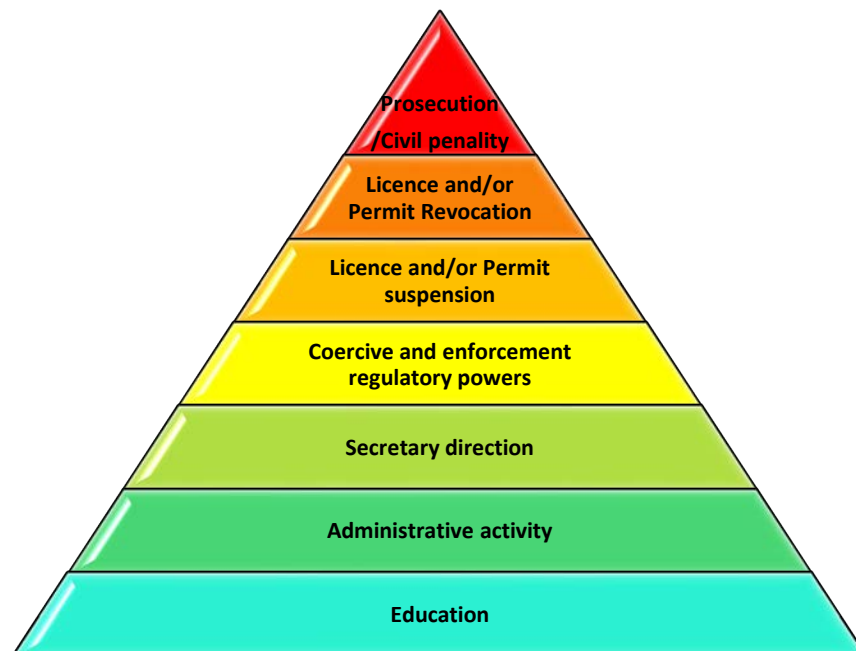 Prosecution
/Civil penality
Licence and/or
Permit Revocation
Licence and/or Permit
suspension
Coercive and enforcement
regulatory powers
Secretary direction
Administrative activity
Education